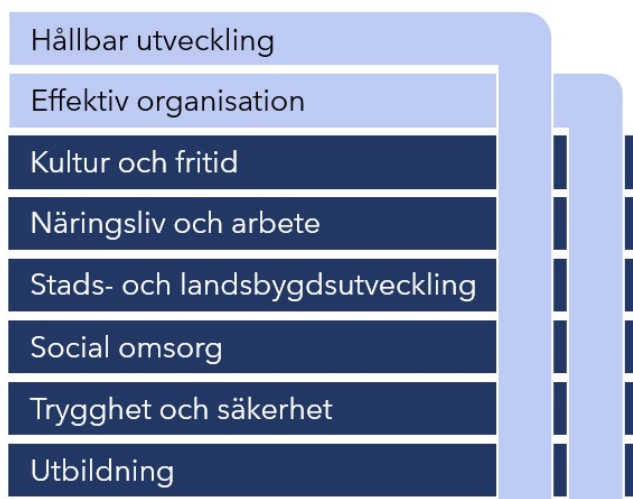 Hållbar utveckling
Effektiv organisation
Kultur och fritid
Näringsliv och arbete
Stads- och landsbygdsutveckling
Social omsorg
Trygghet och säkerhet
Utbildning